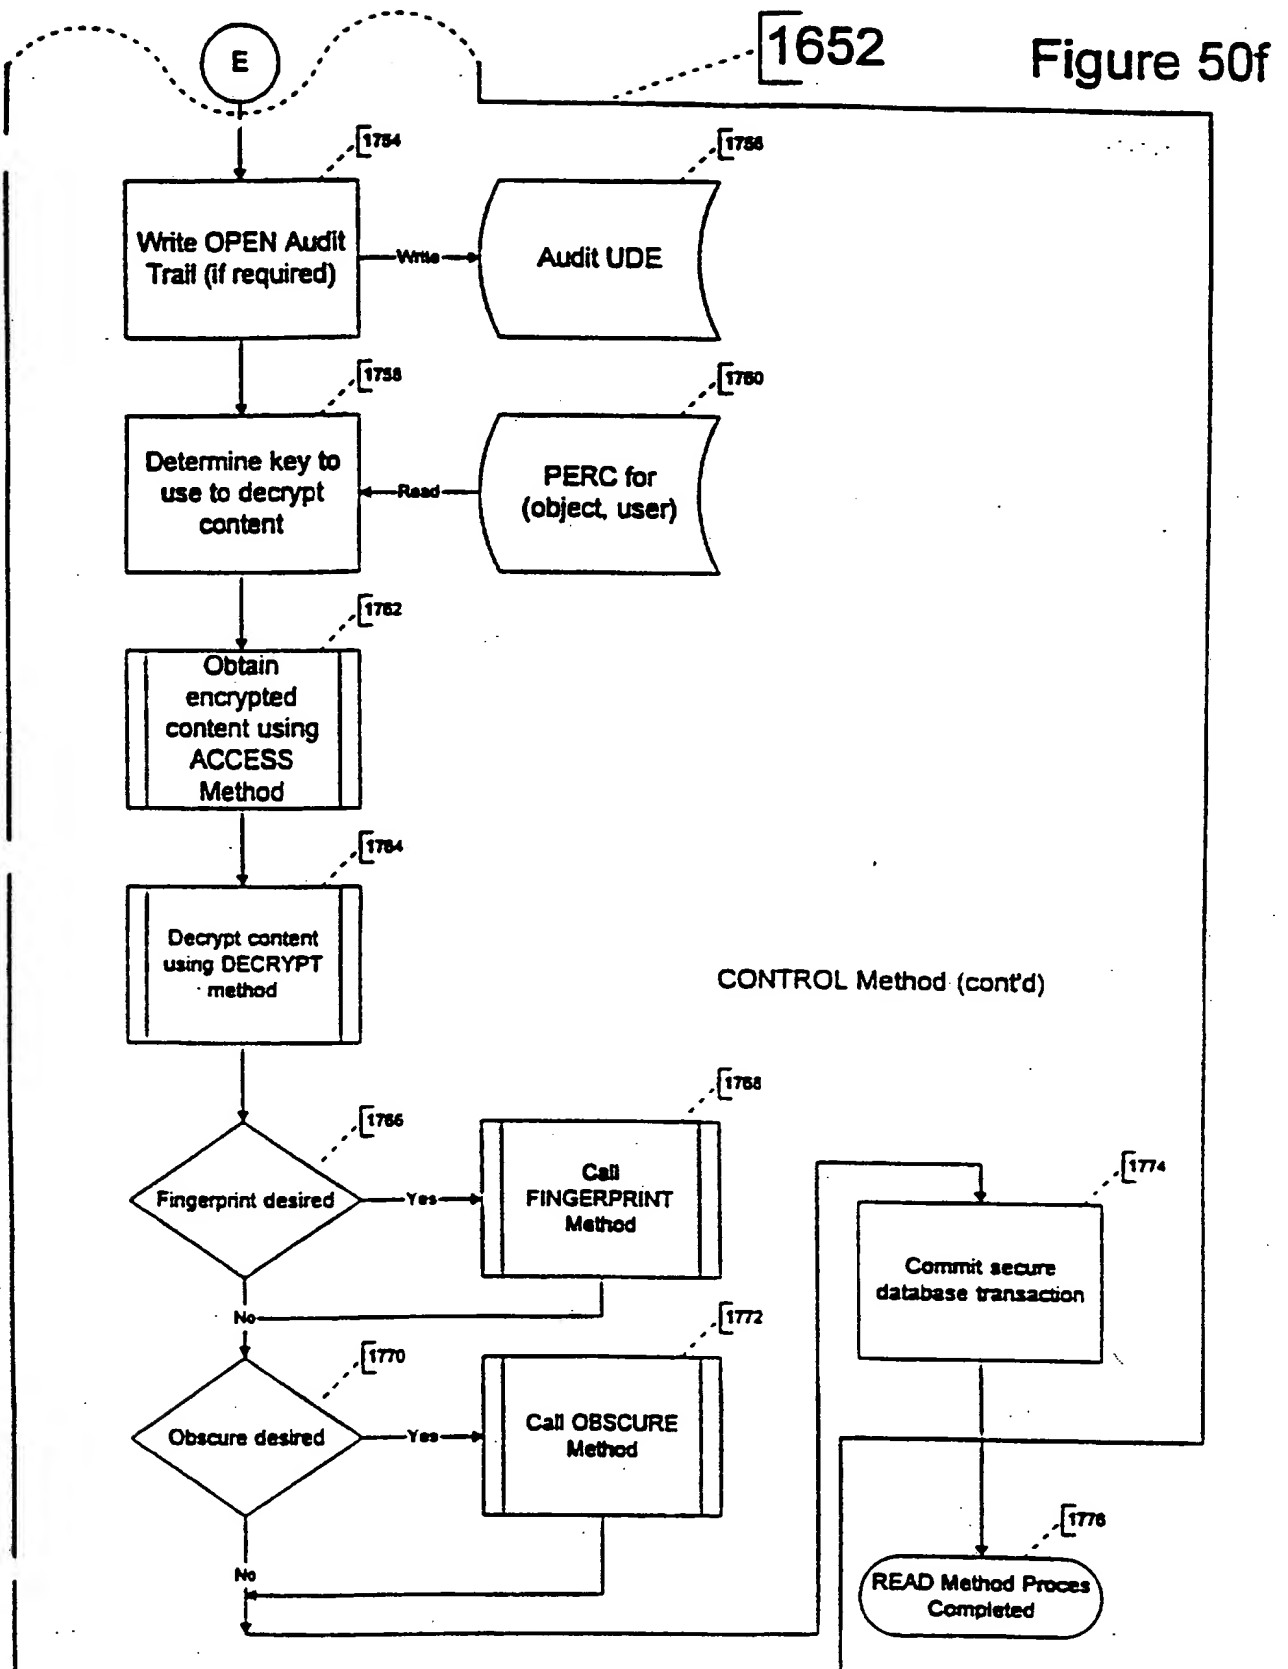 E
1652
Figure 50f
1754
1756
Write OPEN Audit
Trail (if required)
Write
Audit UDE
1758
1760
Determine key to
use to decrypt
content
Read
PERC for
(object, user)
1762
Obtain
encrypted
content using
ACCESS
Method
1764
Decrypt content
using DECRYPT
method
CONTROL Method (cont'd)
1766
1768
Fingerprint desired
Yes
Call
FINGERPRINT
Method
1774
Commit secure
database transaction
No
1770
1772
Obscure desired
Yes
Call OBSCURE
Method
No
1776
READ Method Proces
Completed